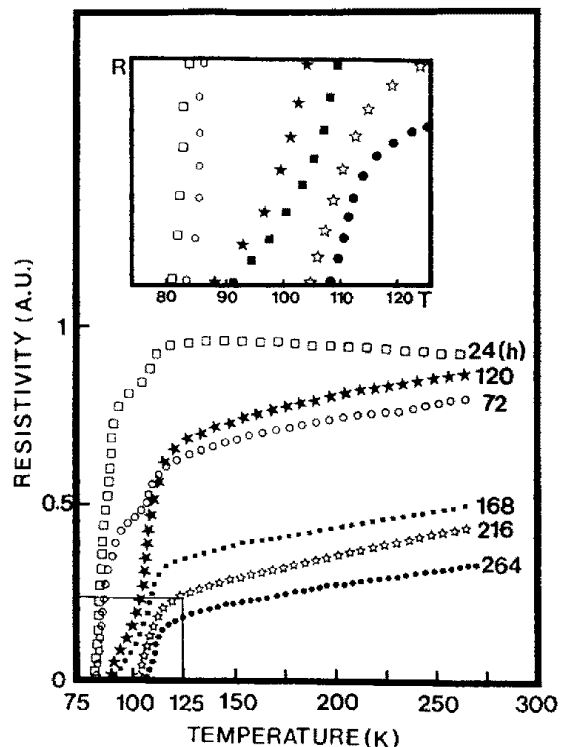 R
80 90 100 110 120 T
RESISTIVITY (A.U.)
1
0.5
0
24(h)
120
72
168
216
264
75 100 125 150 200 250 300
TEMPERATURE (K)